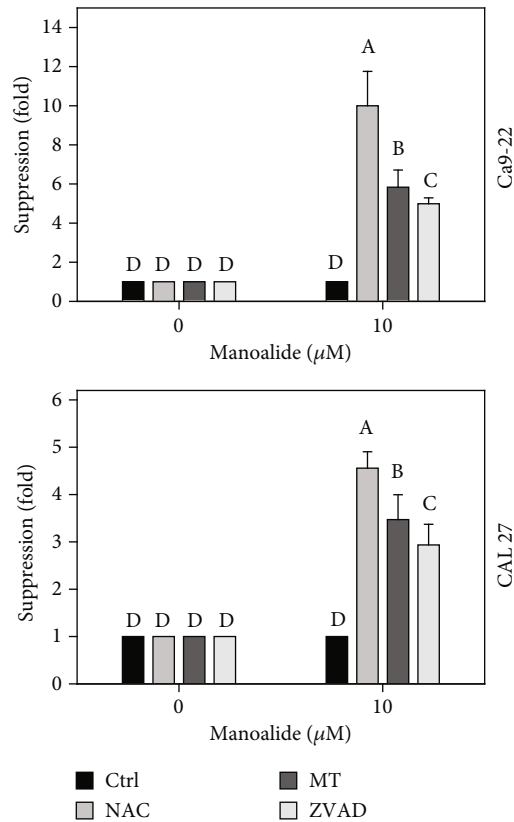 14
12
10
8
6
4
2
0
Suppression (fold)
A
B
C
D D D D D
0 10
Manoalide (μM)
Ca9-22
6
5
4
3
2
1
0
Suppression (fold)
A
B
C
D D D D D
0 10
Manoalide (μM)
CAL 27
Ctrl MT
NAC ZVAD